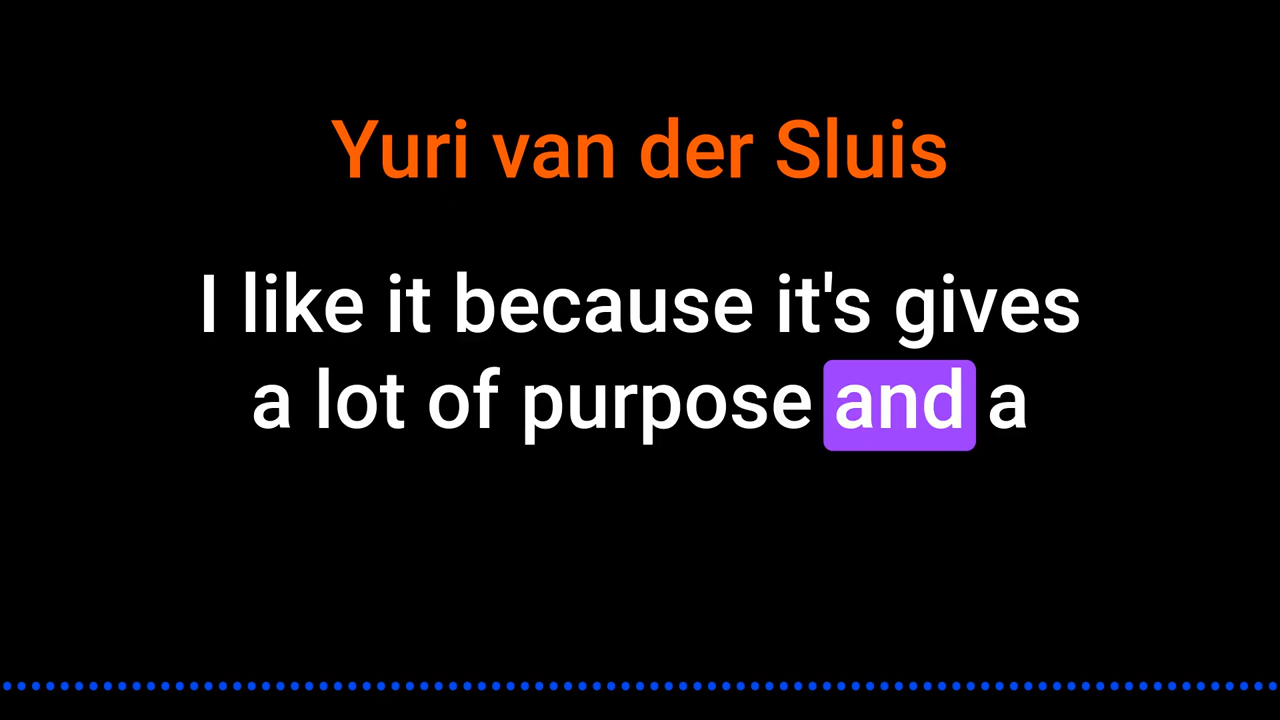 Yuri van der Sluis
I like it because it's gives
a lot of purpose and a